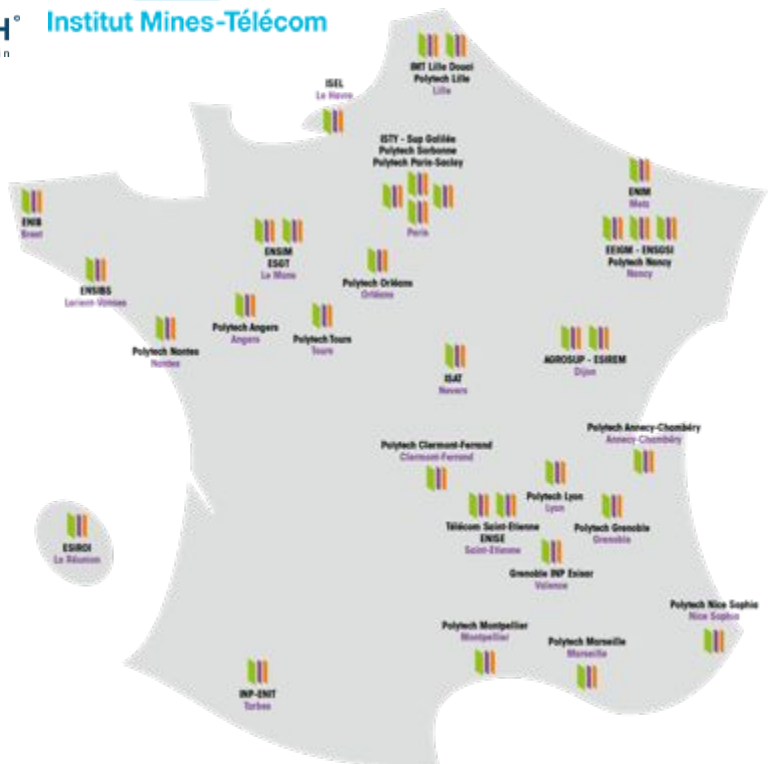 H°
in
Institut Mines-Télécom
IMT Lille Douai
Polytech Lille
Lille
ISEL
Le Havre
ISTY - Sup Galilée
Polytech Sorbonne
Polytech Paris-Saclay
Paris
ENIM
Metz
EEIGM - ENSGSI
Polytech Nancy
Nancy
ENIB
Brest
ENSIM
ESGT
Le Mans
Polytech Orléans
Orléans
ENSIBS
Lorient-Vannes
Polytech Angers
Angers
Polytech Tours
Tours
Polytech Nantes
Nantes
ISAT
Nevers
AGROSUP - ESIREM
Dijon
Polytech Annecy-Chambéry
Annecy-Chambéry
Polytech Clermont-Ferrand
Clermont-Ferrand
Polytech Lyon
Lyon
Télécom Saint-Etienne
ENISE
Saint-Etienne
Polytech Grenoble
Grenoble
ESIROI
La Réunion
Grenoble INP Esisar
Valence
Polytech Nice Sophia
Nice Sophia
Polytech Montpellier
Montpellier
Polytech Marseille
Marseille
INP-ENIT
Tarbes